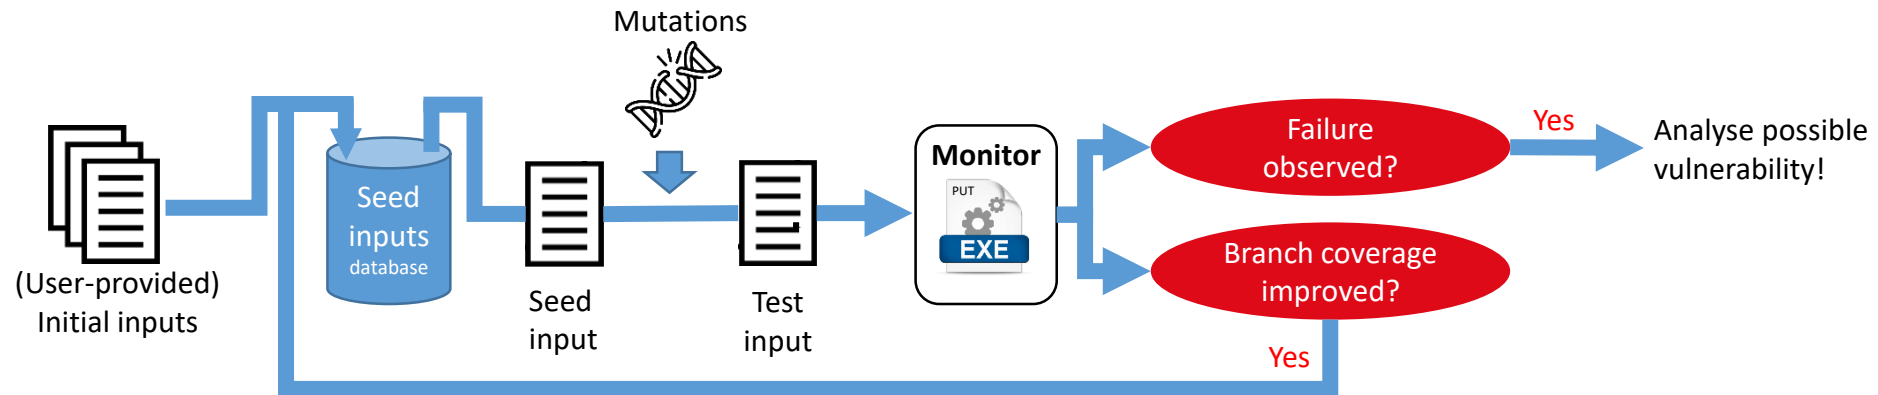 Mutations
(User-provided)
Initial inputs
Seed
inputs
database
Seed
input
Test
input
Monitor
PUT
EXE
Failure
observed?
Yes
Analyse possible
vulnerability!
Branch coverage
improved?
Yes